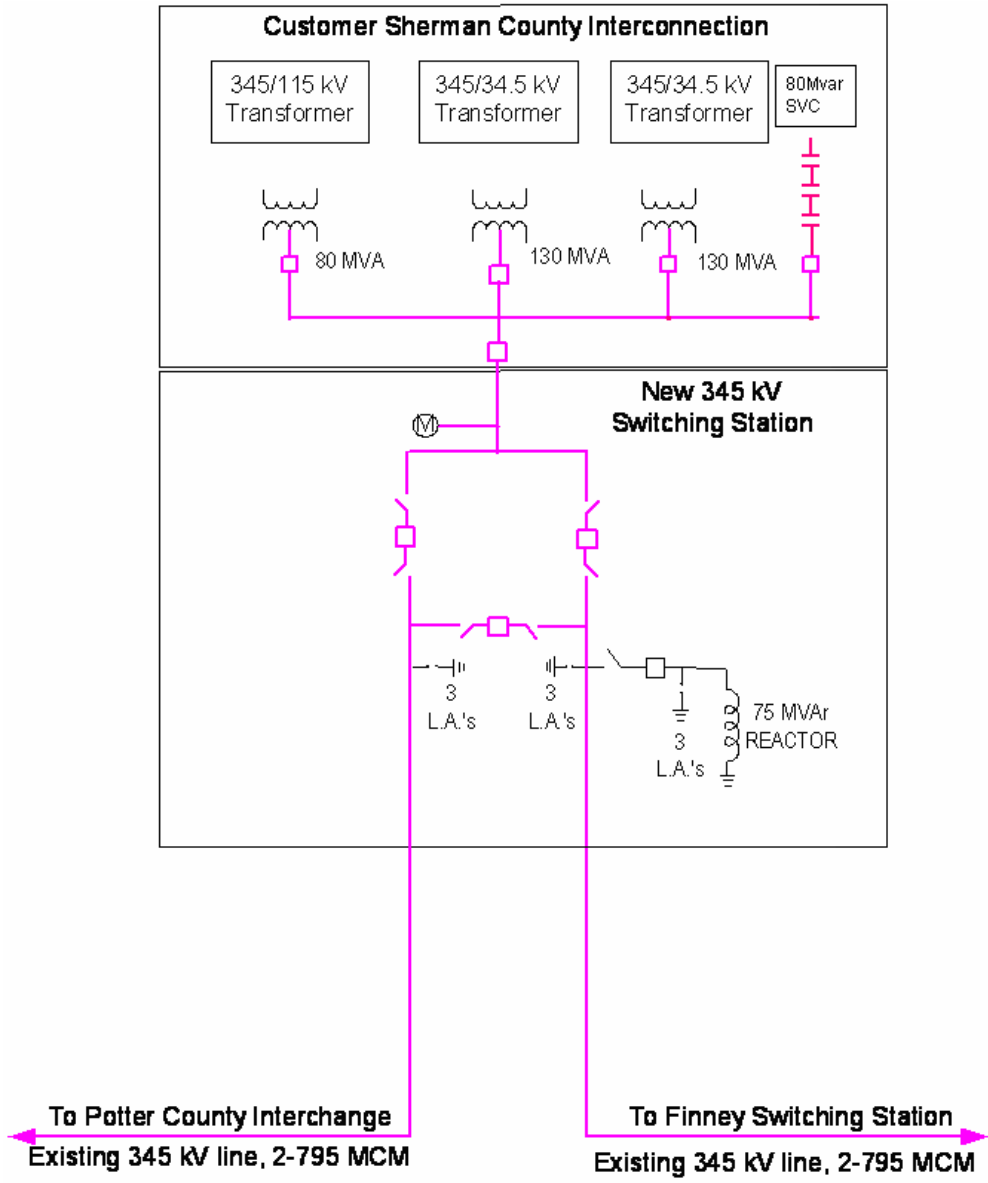 Customer Sherman County Interconnection
345/115 kV
Transformer
345/34.5 kV
Transformer
345/34.5 kV
Transformer
80Mvar
SVC
80 MVA
130 MVA
130 MVA
New 345 kV
Switching Station
M
3
L.A.'s
3
L.A.'s
3
L.A.'s
75 MVAr
REACTOR
To Potter County Interchange
Existing 345 kV line, 2-795 MCM
To Finney Switching Station
Existing 345 kV line, 2-795 MCM